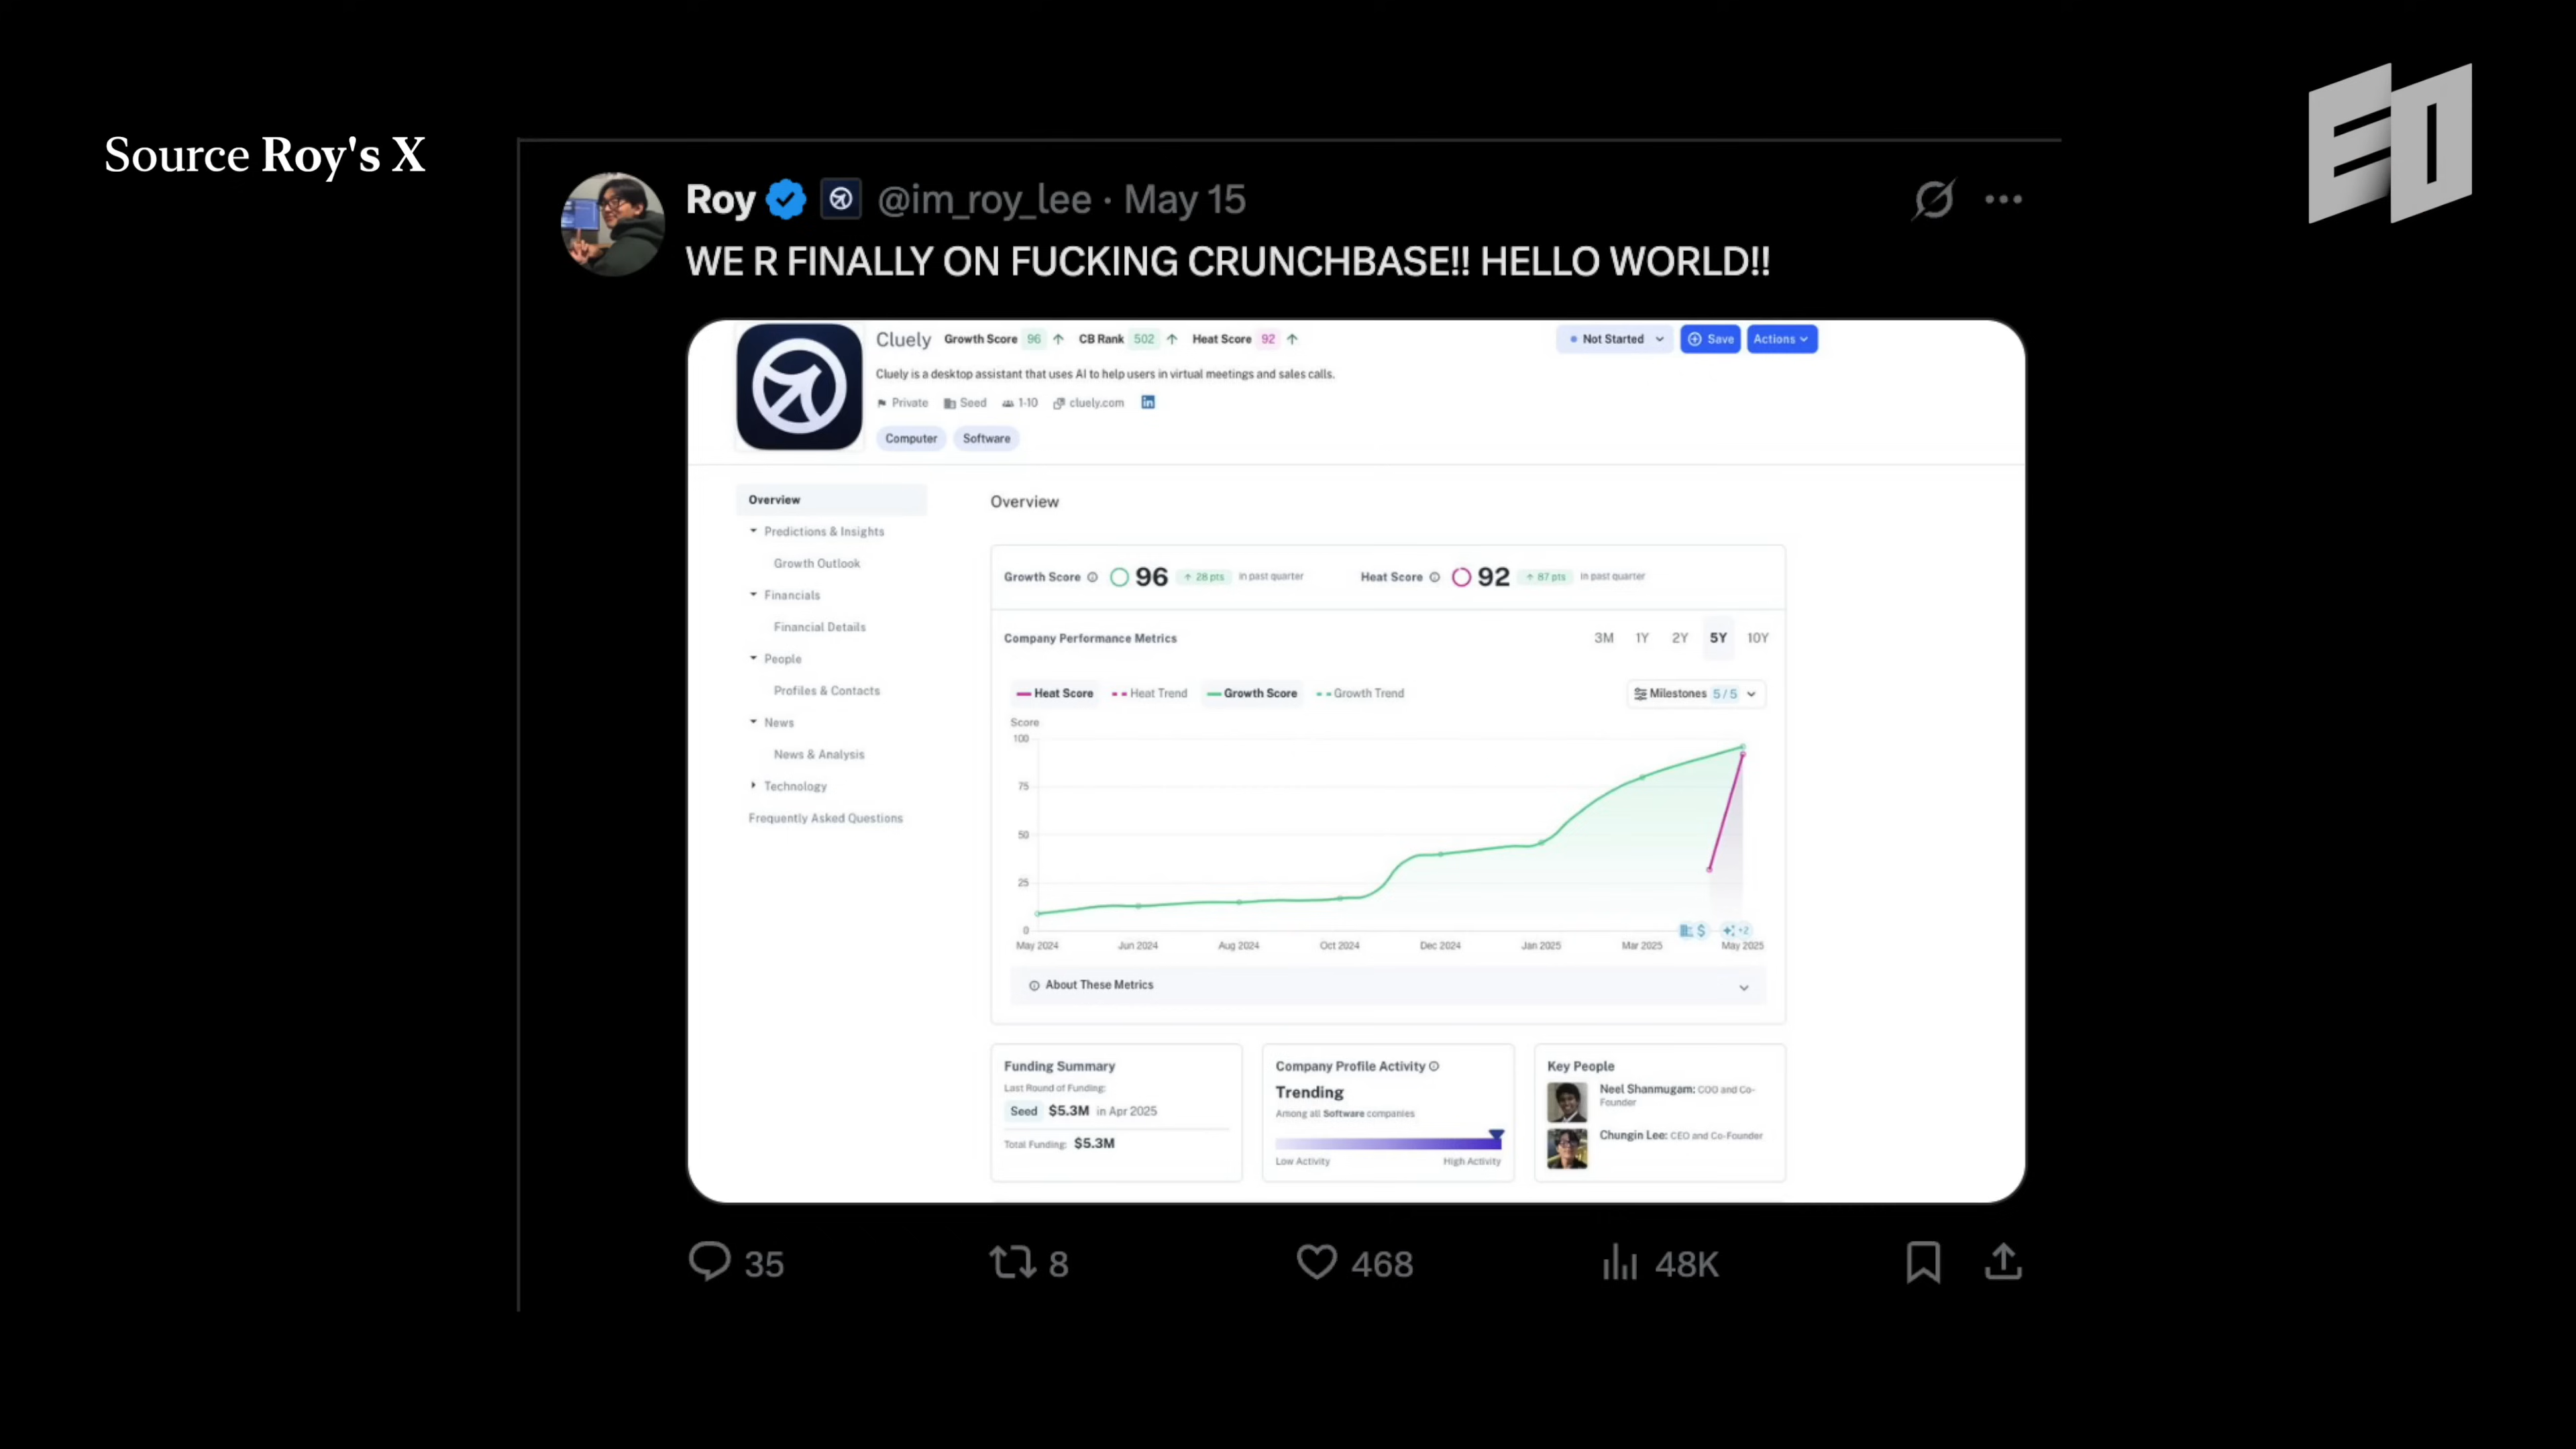 Source Roy's X
EO
Roy @im_roy_lee · May 15
WE R FINALLY ON FUCKING CRUNCHBASE!! HELLO WORLD!!
Cluely Growth Score 96 CB Rank 502 Heat Score 92
Not Started Save Actions
Cluely is a desktop assistant that uses AI to help users in virtual meetings and sales calls.
Private Seed 1-10 cluely.com in
Computer Software
Overview
Predictions & Insights
Growth Outlook
Financials
Financial Details
People
Profiles & Contacts
News
News & Analysis
Technology
Frequently Asked Questions
Overview
Growth Score 96 28 pts in past quarter Heat Score 92 87 pts in past quarter
Company Performance Metrics 3M 1Y 2Y 5Y 10Y
Heat Score Heat Trend Growth Score Growth Trend Milestones 5 / 5
Score
100
75
50
25
0
$ +2
May 2024 Jun 2024 Aug 2024 Oct 2024 Dec 2024 Jan 2025 Mar 2025 May 2025
About These Metrics
Funding Summary
Last Round of Funding:
Seed $5.3M in Apr 2025
Total Funding: $5.3M
Company Profile Activity
Trending
Among all Software companies
Low Activity High Activity
Key People
Neel Shanmugam: COO and Co-
Founder
Chungin Lee: CEO and Co-Founder
35 8 468 48K